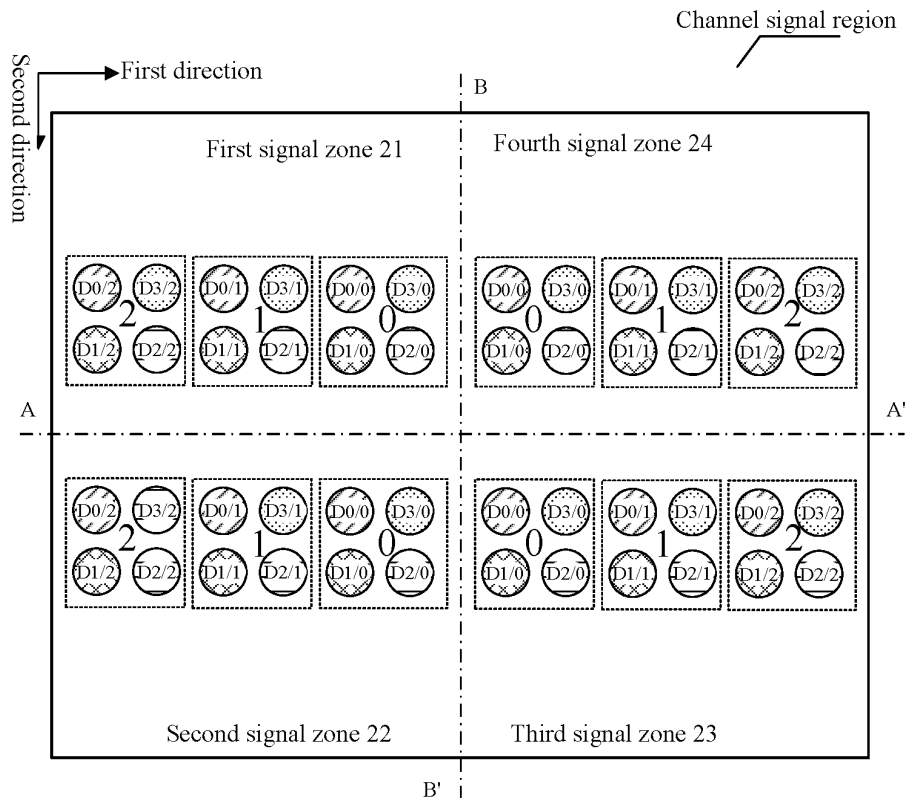 Channel signal region
First direction
Second direction
B
First signal zone 21
Fourth signal zone 24
D0/2 D3/2 D0/1 D3/1 D0/0 D3/0 D0/0 D3/0 D0/1 D3/1 D0/2 D3/2
2 1 0 0 1 2
D1/2 D2/2 D1/1 D2/1 D1/0 D2/0 D1/0 D2/0 D1/1 D2/1 D1/2 D2/2
A A'
D0/2 D3/2 D0/1 D3/1 D0/0 D3/0 D0/0 D3/0 D0/1 D3/1 D0/2 D3/2
2 1 0 0 1 2
D1/2 D2/2 D1/1 D2/1 D1/0 D2/0 D1/0 D2/0 D1/1 D2/1 D1/2 D2/2
Second signal zone 22
Third signal zone 23
B'